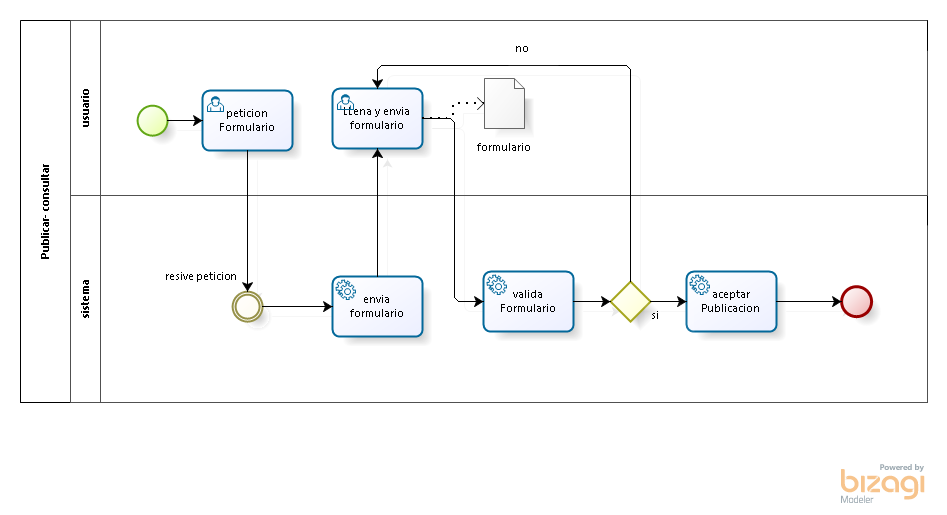 Publicar- consultar
usuario
sistema
peticion
Formulario
LLena y envia
formulario
no
formulario
resive peticion
envia
formulario
valida
Formulario
si
aceptar
Publicacion
Powered by
bizagi
Modeler